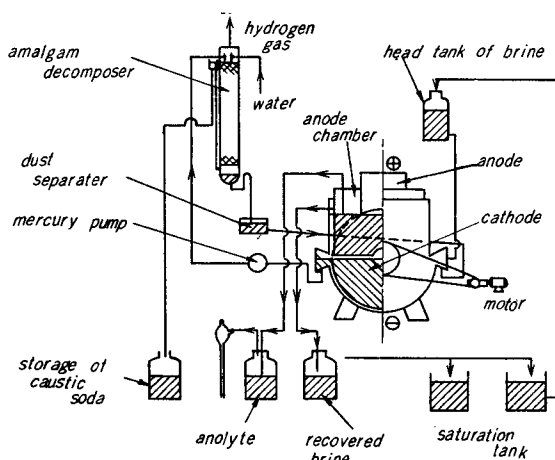 hydrogen
gas
amalgam
decomposer
water
head tank of brine
anode
chamber
anode
dust
separater
cathode
mercury pump
motor
storage of
caustic
soda
anolyte
recovered
brine
saturation
tank